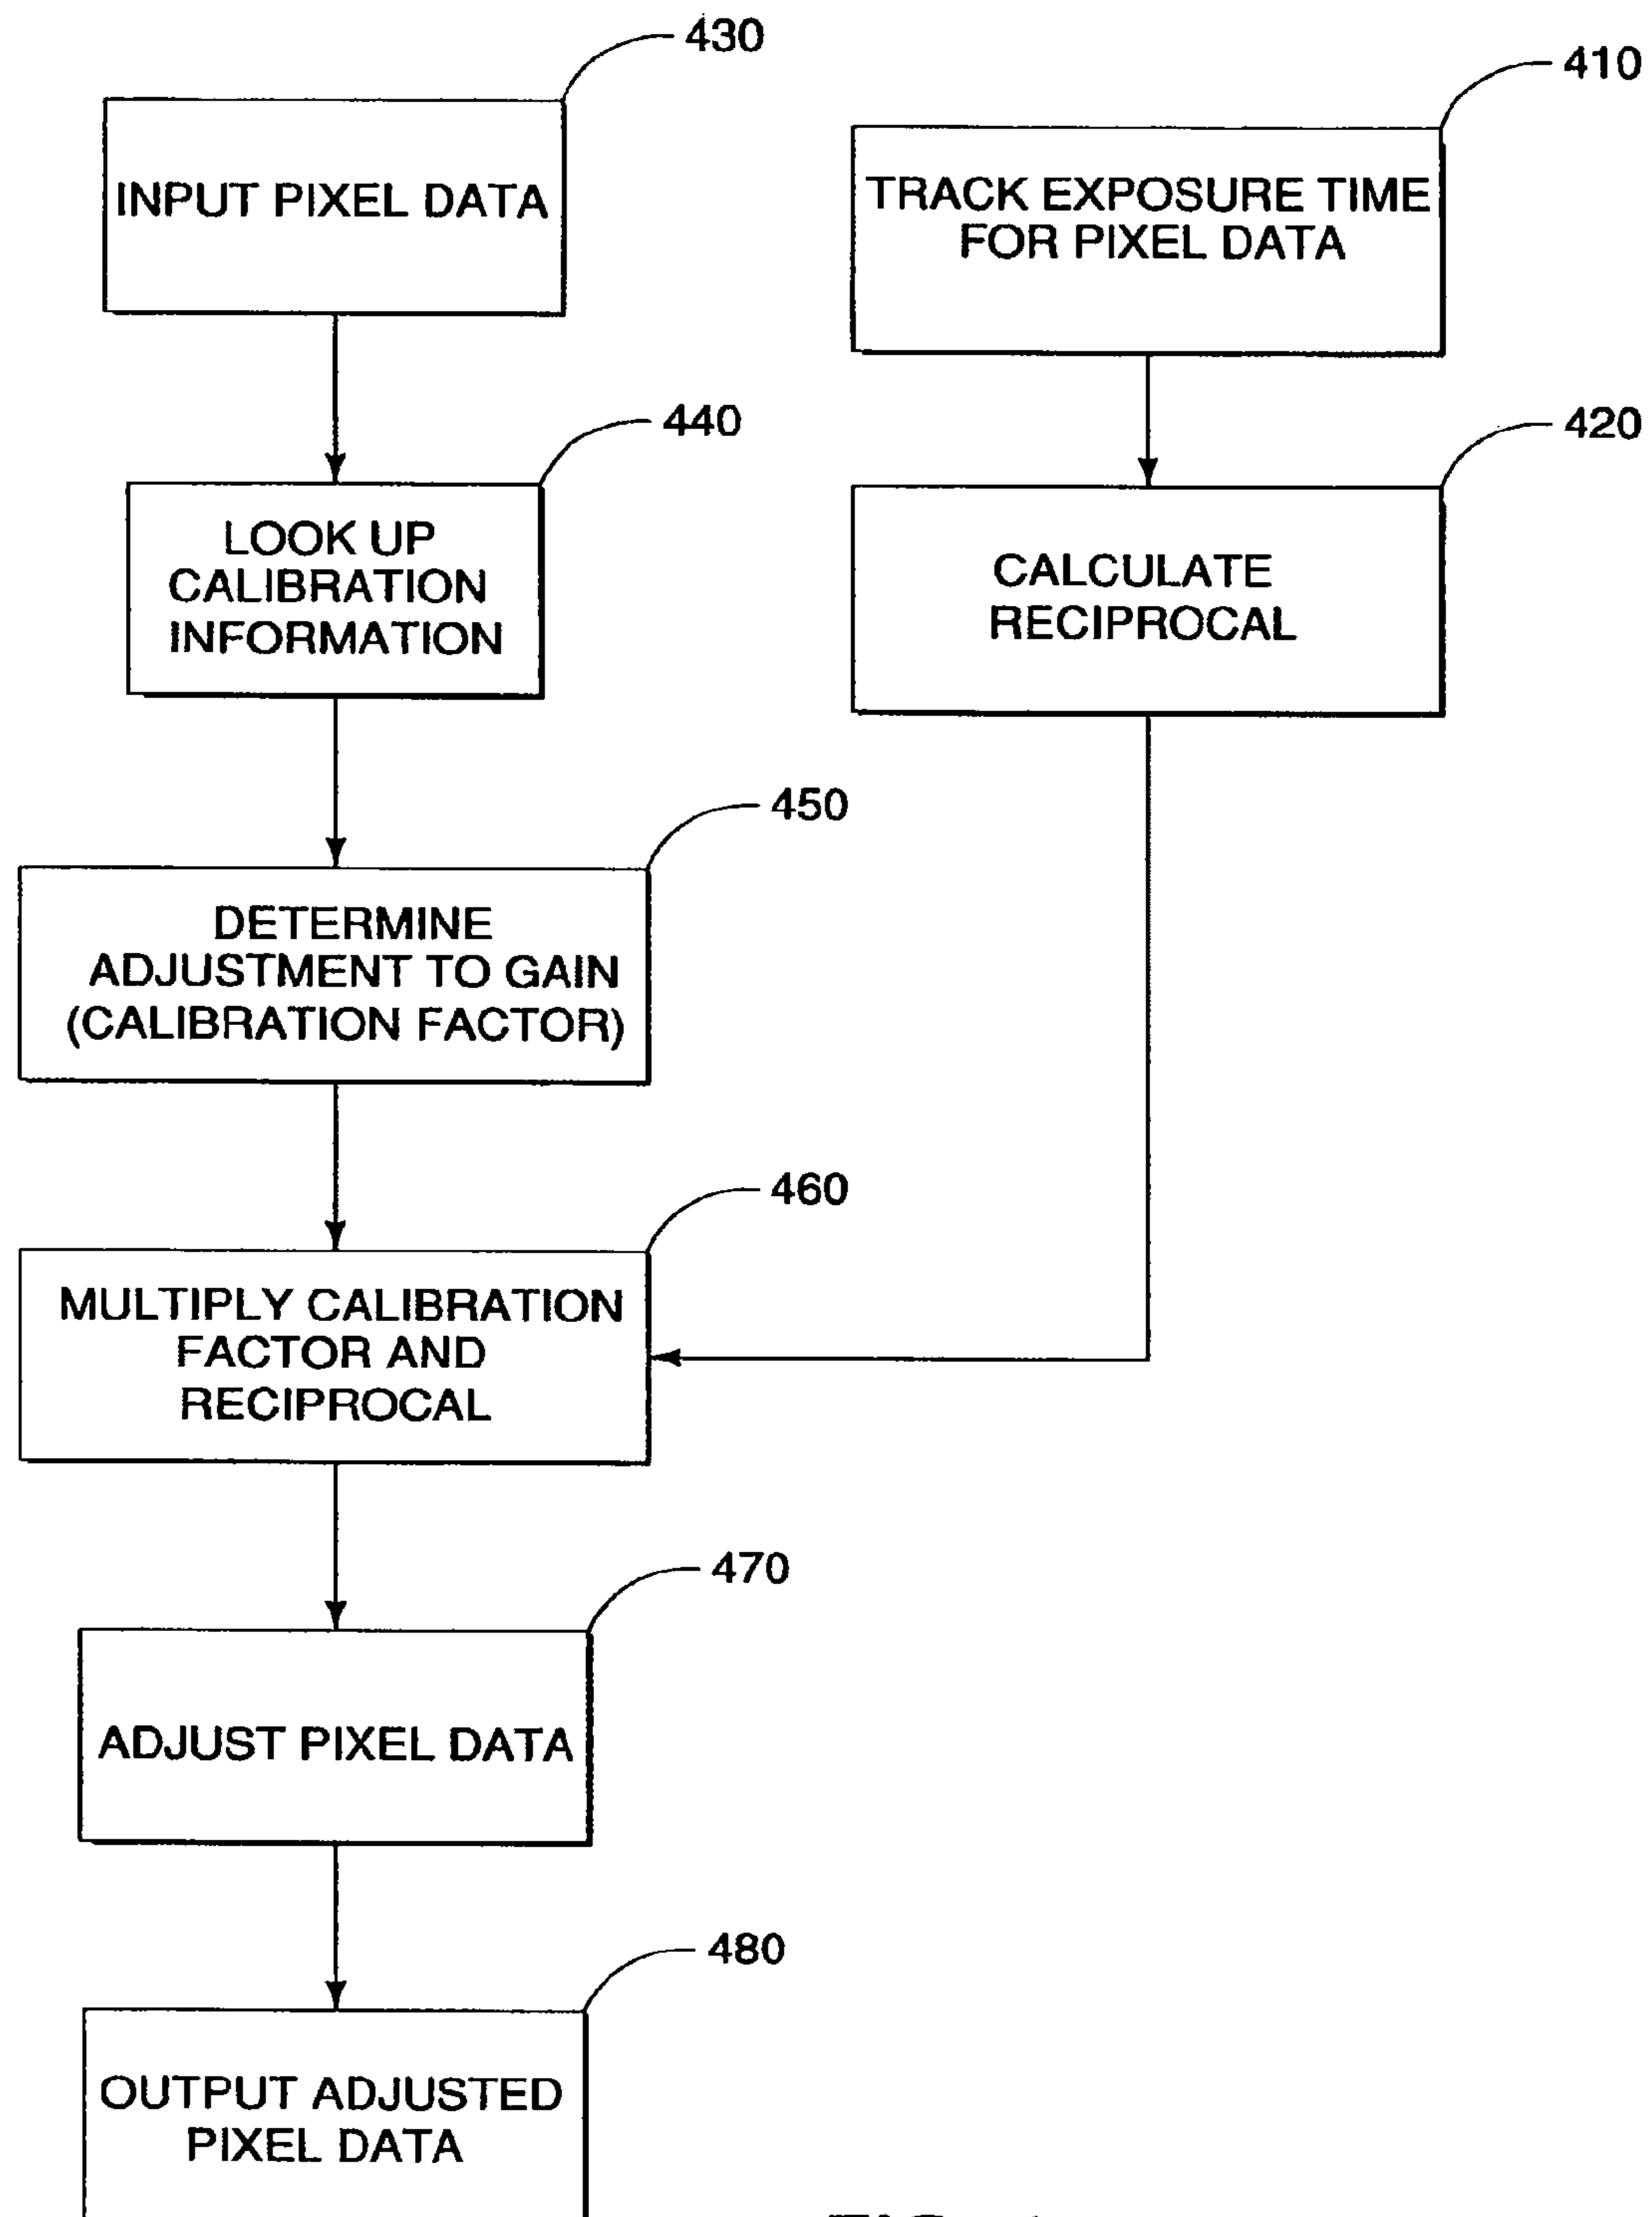 430
INPUT PIXEL DATA
410
TRACK EXPOSURE TIME
FOR PIXEL DATA
440
LOOK UP
CALIBRATION
INFORMATION
420
CALCULATE
RECIPROCAL
450
DETERMINE
ADJUSTMENT TO GAIN
(CALIBRATION FACTOR)
460
MULTIPLY CALIBRATION
FACTOR AND
RECIPROCAL
470
ADJUST PIXEL DATA
480
OUTPUT ADJUSTED
PIXEL DATA